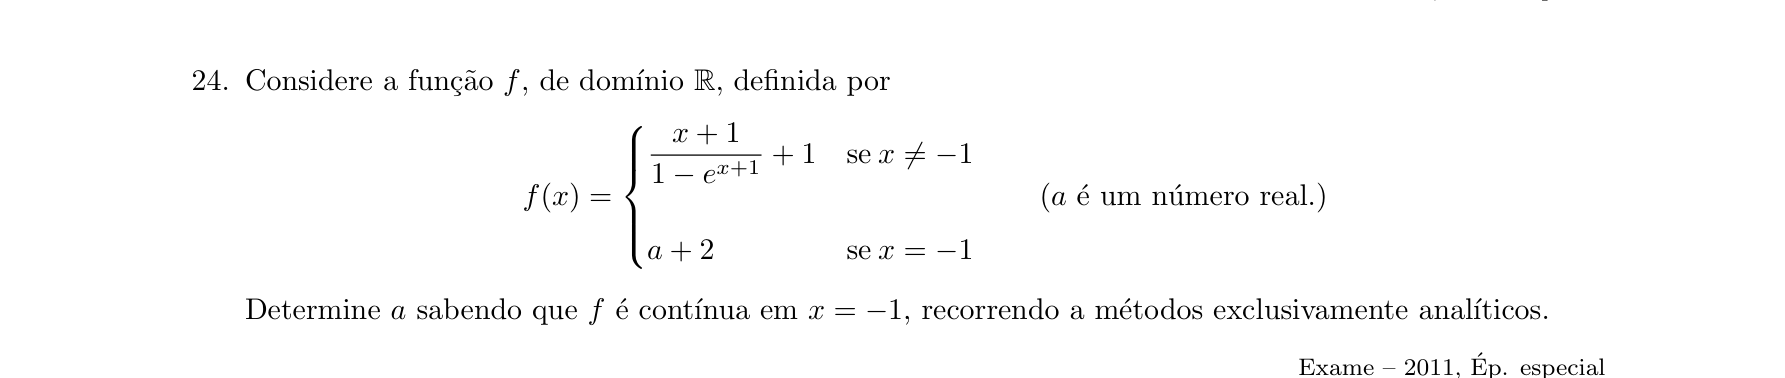 24. Considere a função f, de domínio ℝ, definida por
f(x) = { (x + 1)/(1 − e^{x+1}) + 1 se x ≠ −1
a + 2 se x = −1
(a é um número real.)
Determine a sabendo que f é contínua em x = −1, recorrendo a métodos exclusivamente analíticos.
Exame – 2011, Ép. especial